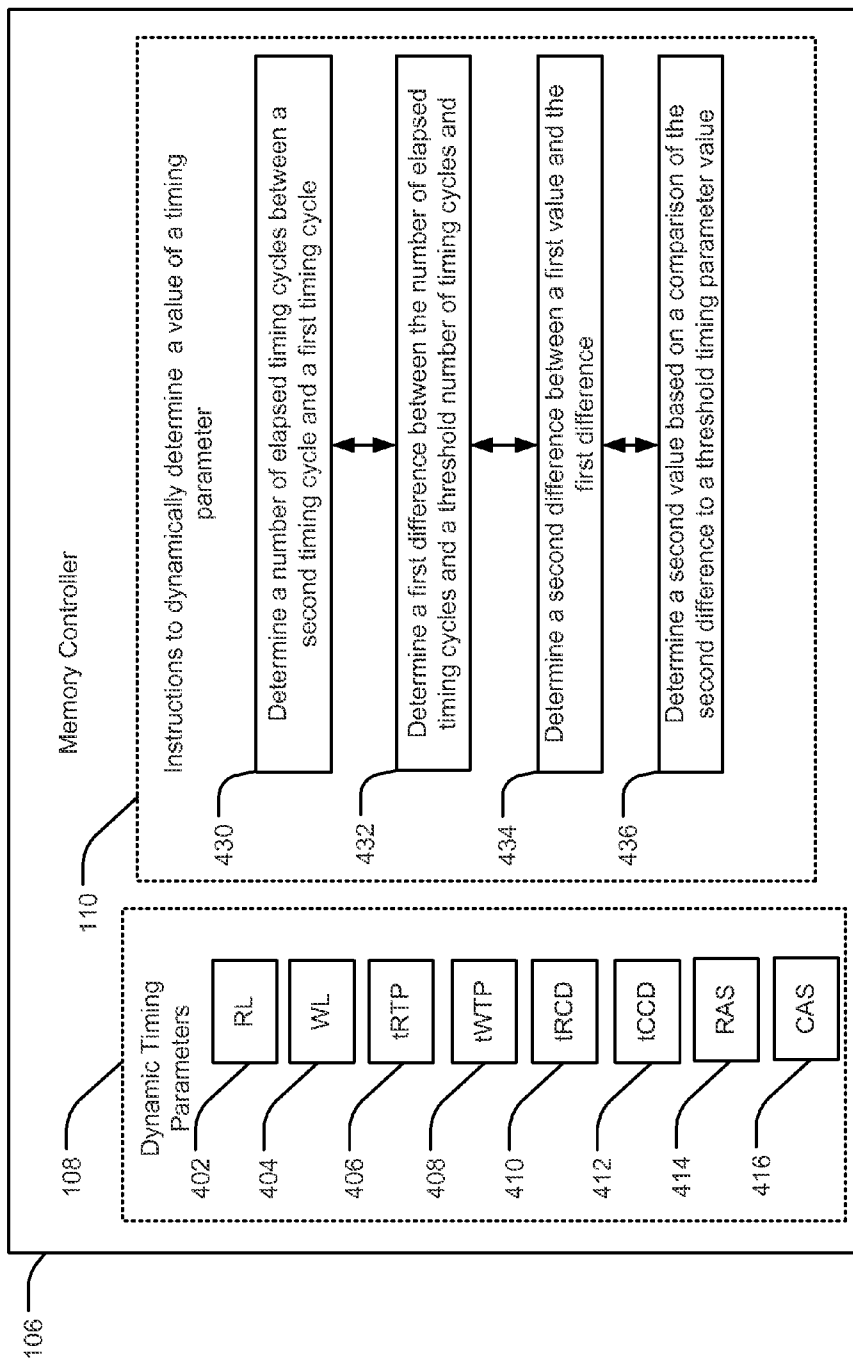 106
Memory Controller
108
Dynamic Timing
Parameters
402
RL
404
WL
406
tRTP
408
tWTP
410
tRCD
412
tCCD
414
RAS
416
CAS
110
Instructions to dynamically determine a value of a timing
parameter
430
Determine a number of elapsed timing cycles between a
second timing cycle and a first timing cycle
432
Determine a first difference between the number of elapsed
timing cycles and a threshold number of timing cycles and
434
Determine a second difference between a first value and the
first difference
436
Determine a second value based on a comparison of the
second difference to a threshold timing parameter value